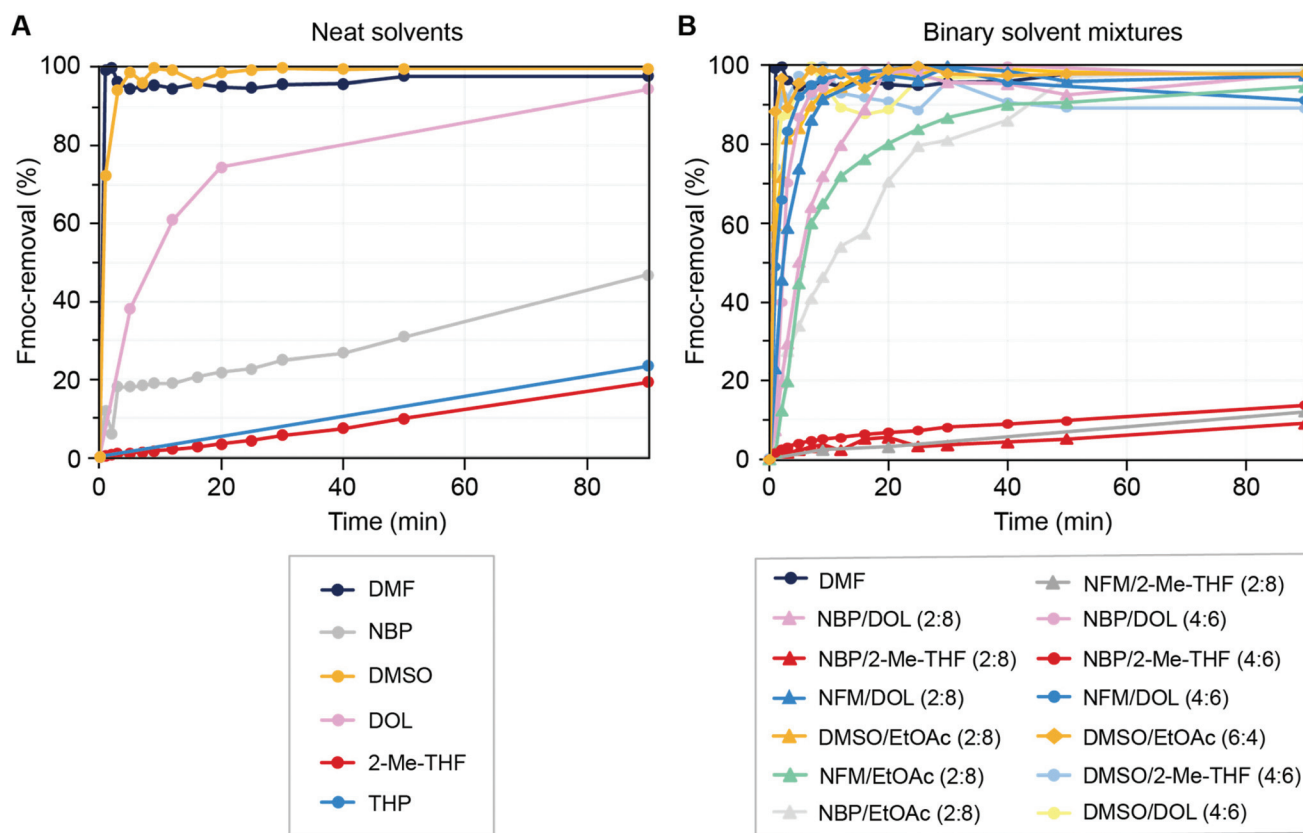 A
Neat solvents
Fmoc-removal (%)
100
80
60
40
20
0
0 20 40 60 80
Time (min)
DMF
NBP
DMSO
DOL
2-Me-THF
THP
B
Binary solvent mixtures
Fmoc-removal (%)
100
80
60
40
20
0
0 20 40 60 80
Time (min)
DMF
NBP/DOL (2:8)
NBP/2-Me-THF (2:8)
NFM/DOL (2:8)
DMSO/EtOAc (2:8)
NFM/EtOAc (2:8)
NBP/EtOAc (2:8)
NFM/2-Me-THF (2:8)
NBP/DOL (4:6)
NBP/2-Me-THF (4:6)
NFM/DOL (4:6)
DMSO/EtOAc (6:4)
DMSO/2-Me-THF (4:6)
DMSO/DOL (4:6)